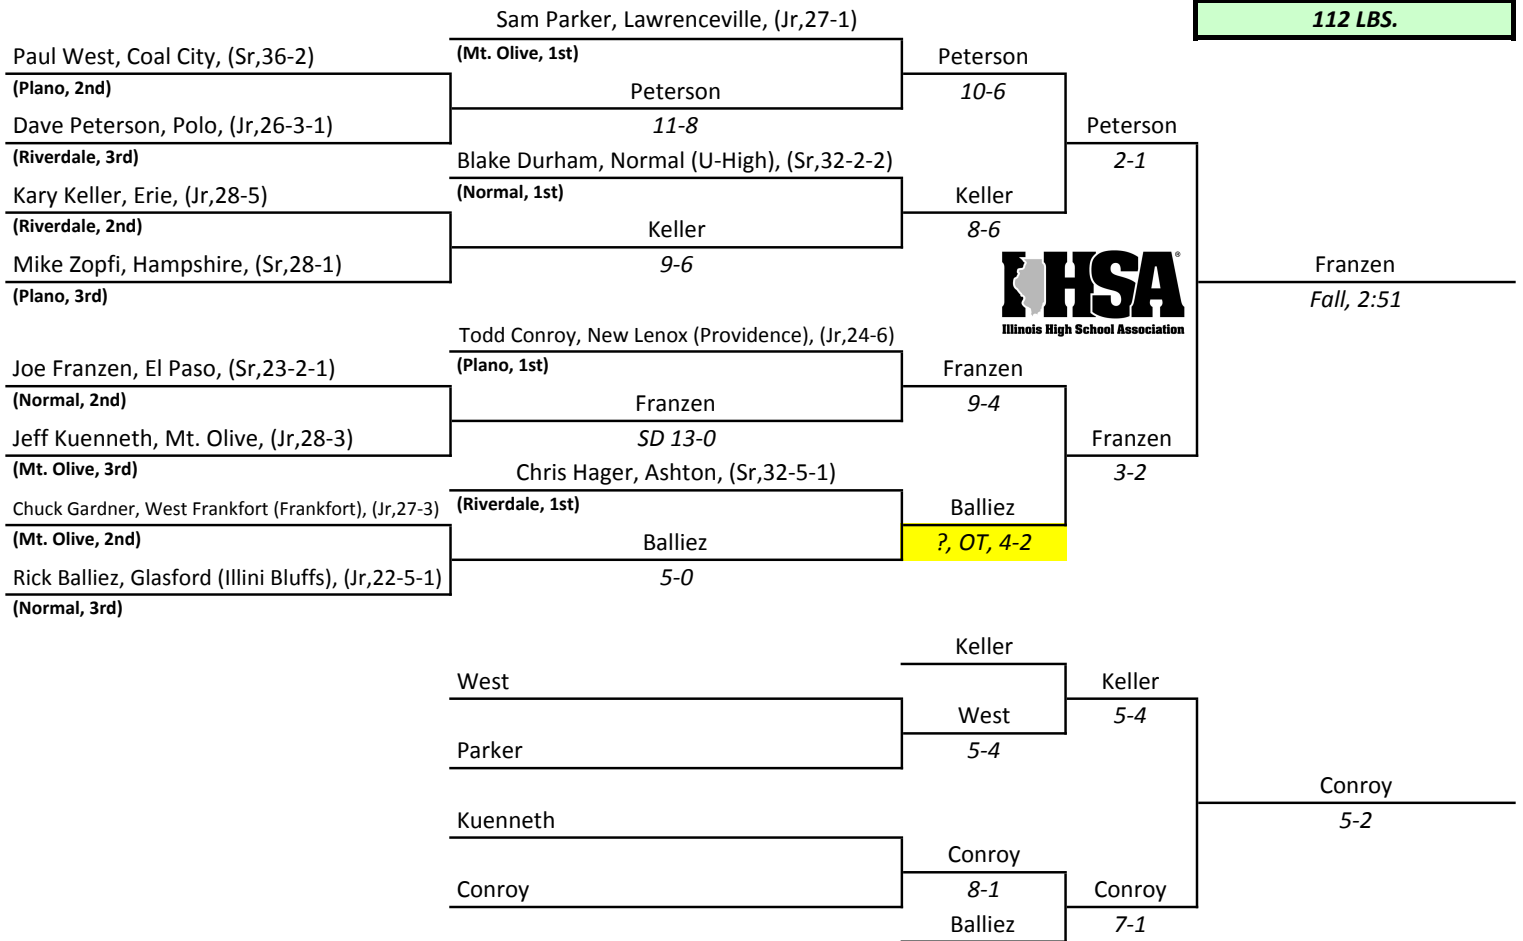 Sam Parker, Lawrenceville, (Jr,27-1)
112 LBS.
Paul West, Coal City, (Sr,36-2)
(Mt. Olive, 1st)
Peterson
(Plano, 2nd)
Peterson
10-6
Dave Peterson, Polo, (Jr,26-3-1)
11-8
Peterson
(Riverdale, 3rd)
Blake Durham, Normal (U-High), (Sr,32-2-2)
2-1
Kary Keller, Erie, (Jr,28-5)
(Normal, 1st)
Keller
(Riverdale, 2nd)
Keller
8-6
Mike Zopfi, Hampshire, (Sr,28-1)
9-6
IHSA®
Franzen
(Plano, 3rd)
Fall, 2:51
Illinois High School Association
Todd Conroy, New Lenox (Providence), (Jr,24-6)
Joe Franzen, El Paso, (Sr,23-2-1)
(Plano, 1st)
Franzen
(Normal, 2nd)
Franzen
9-4
Jeff Kuenneth, Mt. Olive, (Jr,28-3)
SD 13-0
Franzen
(Mt. Olive, 3rd)
Chris Hager, Ashton, (Sr,32-5-1)
3-2
Chuck Gardner, West Frankfort (Frankfort), (Jr,27-3)
(Riverdale, 1st)
Balliez
(Mt. Olive, 2nd)
Balliez
?, OT, 4-2
Rick Balliez, Glasford (Illini Bluffs), (Jr,22-5-1)
5-0
(Normal, 3rd)
Keller
West
Keller
West
5-4
Parker
5-4
Conroy
Kuenneth
5-2
Conroy
Conroy
8-1
Conroy
Balliez
7-1